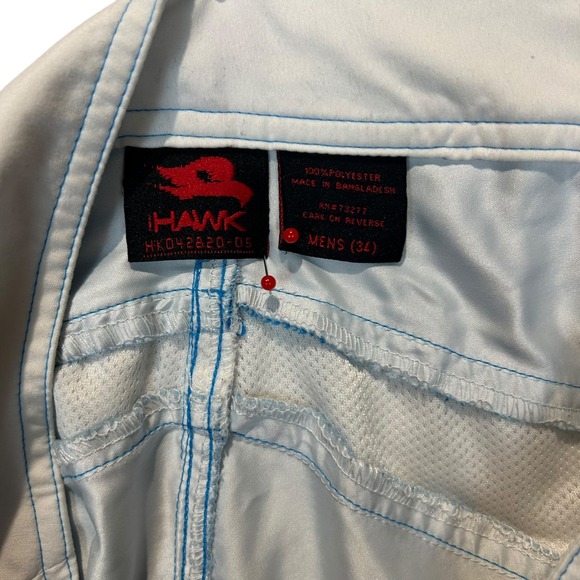 HAWK
HK042820-05
100% POLYESTER
MADE IN BANGLADESH
RN#73277
CARE ON REVERSE
MENS (34)